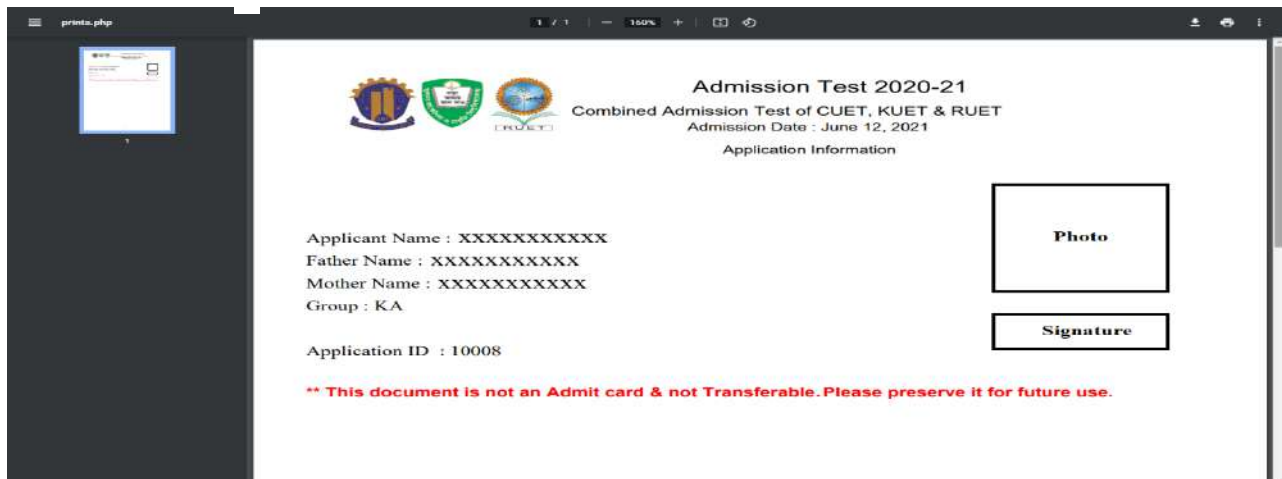 prints.php
1 / 1
160%
1
RUET
Admission Test 2020-21
Combined Admission Test of CUET, KUET & RUET
Admission Date : June 12, 2021
Application Information
Photo
Applicant Name : XXXXXXXXXXX
Father Name : XXXXXXXXXXX
Mother Name : XXXXXXXXXXX
Group : KA
Signature
Application ID : 10008
** This document is not an Admit card & not Transferable.Please preserve it for future use.